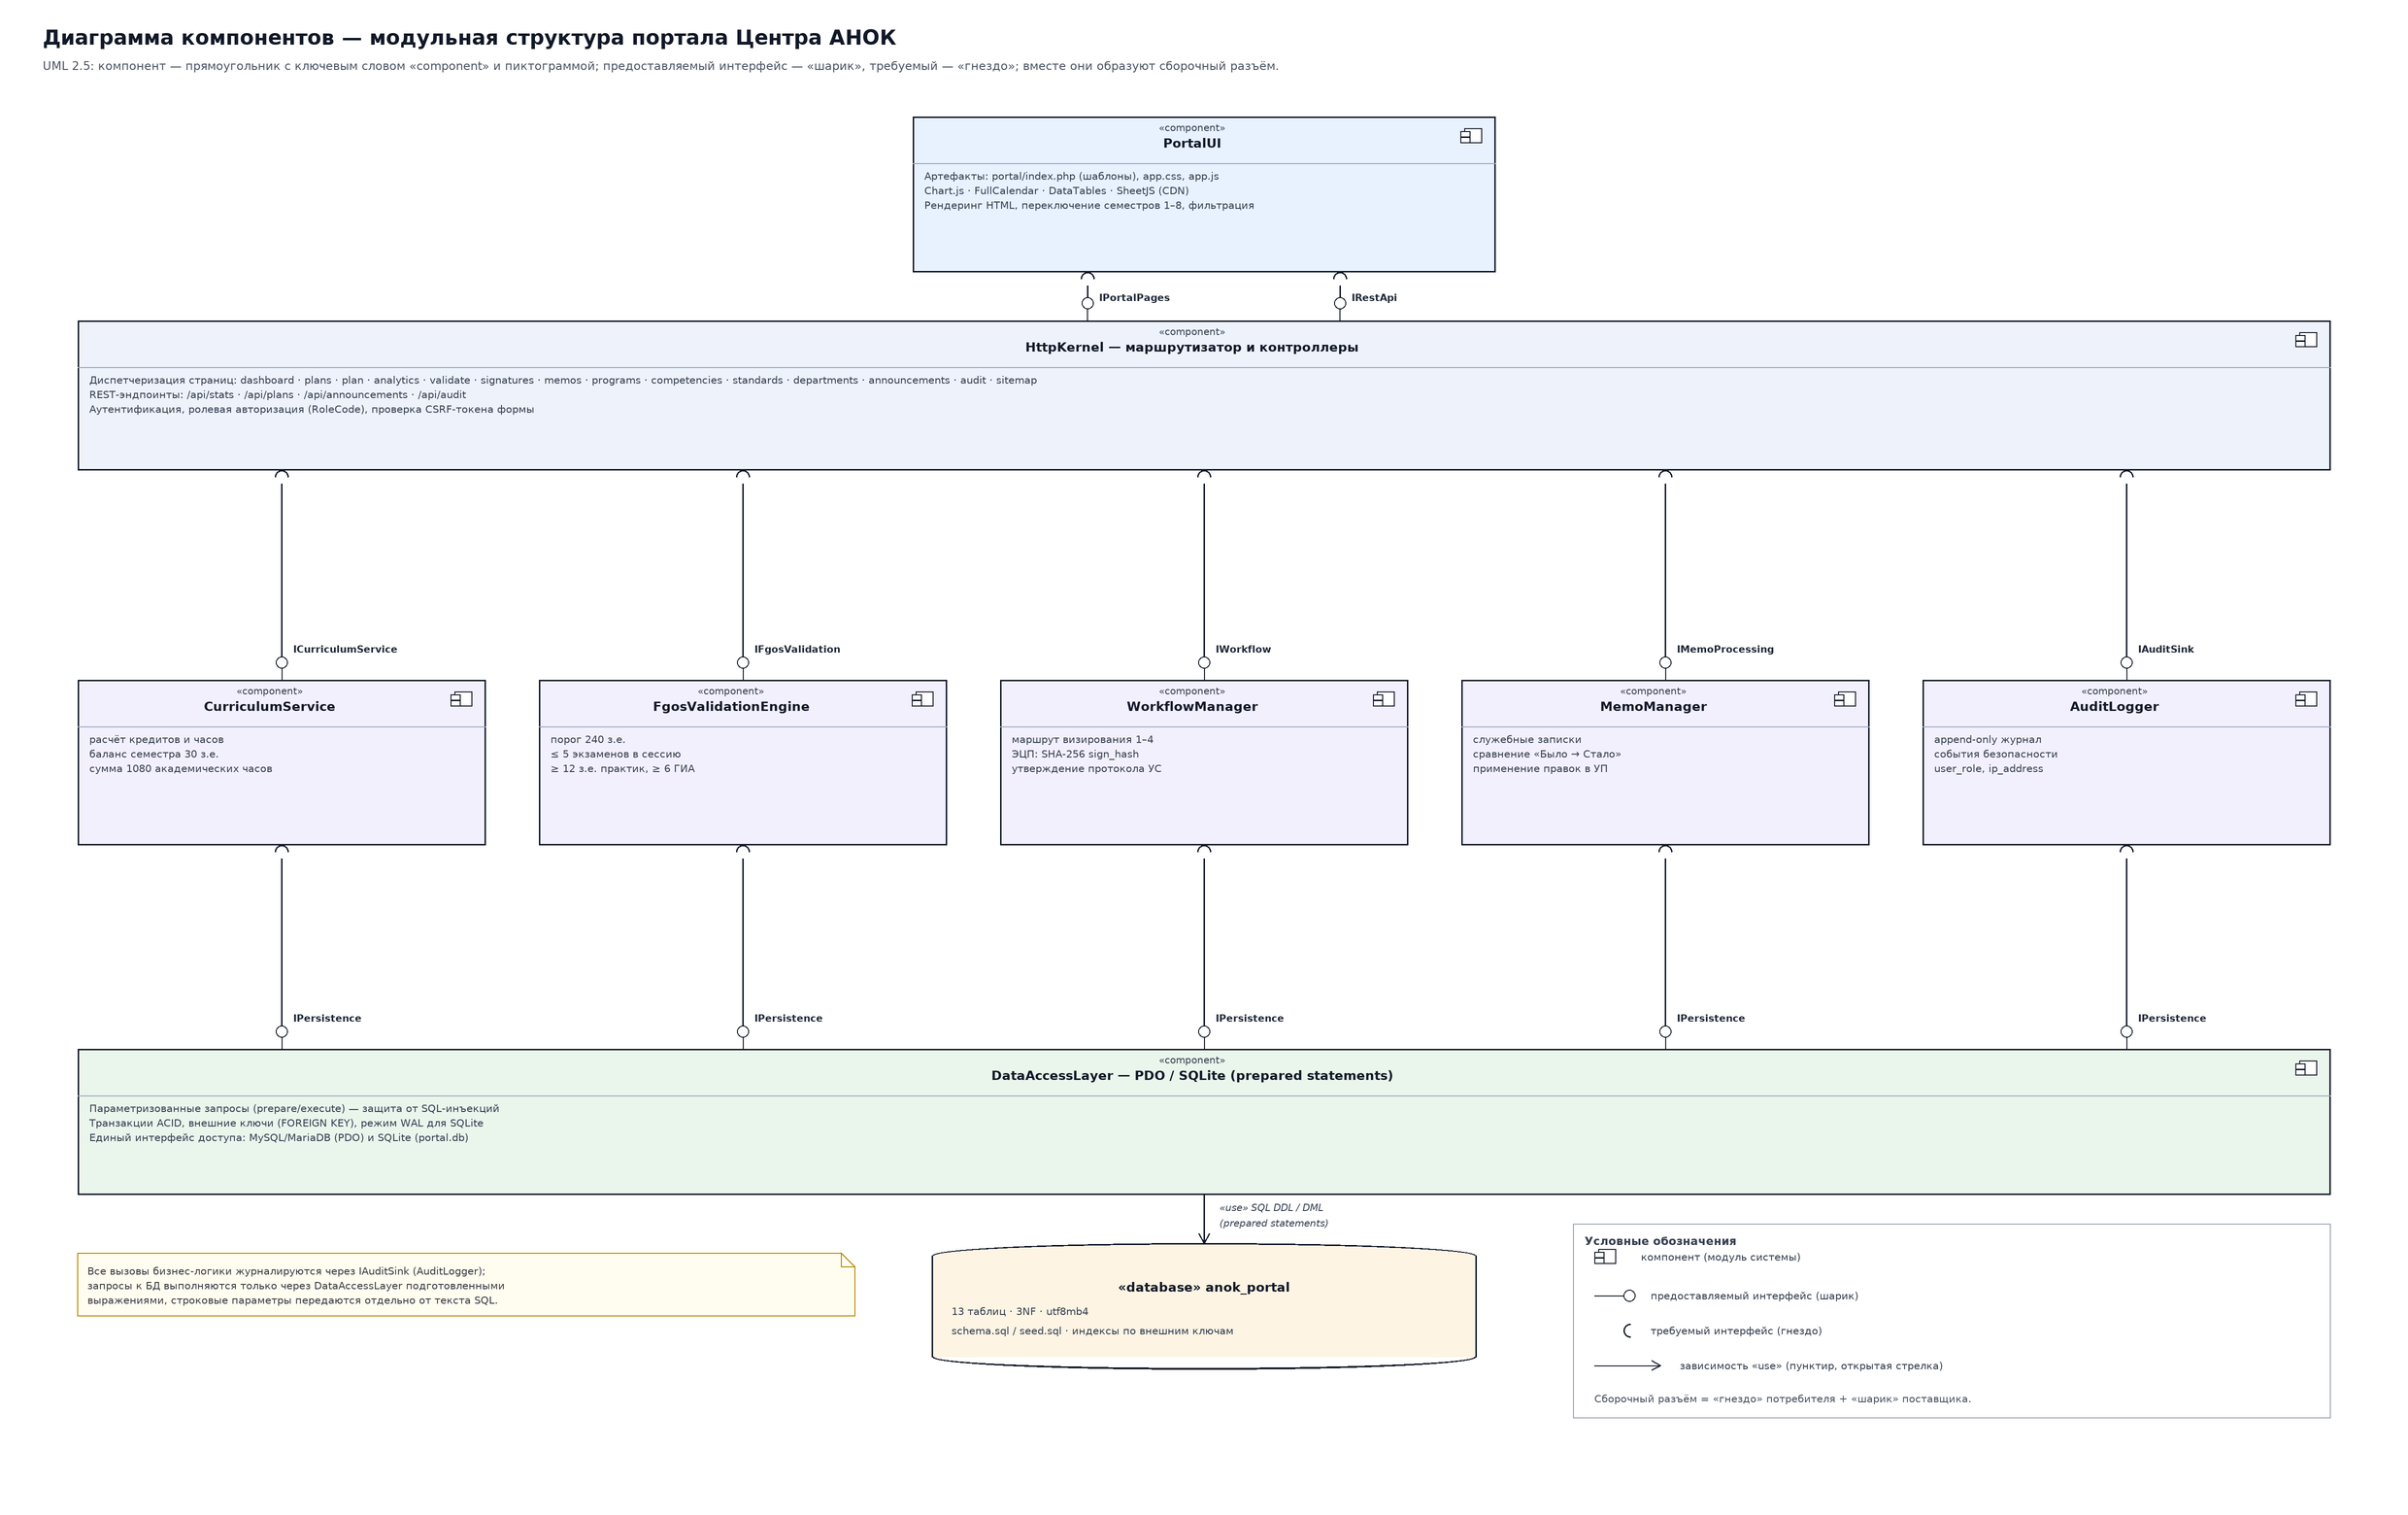 Диаграмма компонентов — модульная структура портала Центра АНОК
UML 2.5: компонент — прямоугольник с ключевым словом «component» и пиктограммой; предоставляемый интерфейс — «шарик», требуемый — «гнездо»; вместе они образуют сборочный разъём.
«component»
PortalUI
Артефакты: portal/index.php (шаблоны), app.css, app.js
Chart.js · FullCalendar · DataTables · SheetJS (CDN)
Рендеринг HTML, переключение семестров 1–8, фильтрация
IPortalPages
IRestApi
«component»
HttpKernel — маршрутизатор и контроллеры
Диспетчеризация страниц: dashboard · plans · plan · analytics · validate · signatures · memos · programs · competencies · standards · departments · announcements · audit · sitemap
REST-эндпоинты: /api/stats · /api/plans · /api/announcements · /api/audit
Аутентификация, ролевая авторизация (RoleCode), проверка CSRF-токена формы
ICurriculumService
IFgosValidation
IWorkflow
IMemoProcessing
IAuditSink
«component»
CurriculumService
расчёт кредитов и часов
баланс семестра 30 з.е.
сумма 1080 академических часов
«component»
FgosValidationEngine
порог 240 з.е.
≤ 5 экзаменов в сессию
≥ 12 з.е. практик, ≥ 6 ГИА
«component»
WorkflowManager
маршрут визирования 1–4
ЭЦП: SHA-256 sign_hash
утверждение протокола УС
«component»
MemoManager
служебные записки
сравнение «Было → Стало»
применение правок в УП
«component»
AuditLogger
append-only журнал
события безопасности
user_role, ip_address
IPersistence
IPersistence
IPersistence
IPersistence
IPersistence
«component»
DataAccessLayer — PDO / SQLite (prepared statements)
Параметризованные запросы (prepare/execute) — защита от SQL-инъекций
Транзакции ACID, внешние ключи (FOREIGN KEY), режим WAL для SQLite
Единый интерфейс доступа: MySQL/MariaDB (PDO) и SQLite (portal.db)
«use» SQL DDL / DML
(prepared statements)
Все вызовы бизнес-логики журналируются через IAuditSink (AuditLogger);
запросы к БД выполняются только через DataAccessLayer подготовленными
выражениями, строковые параметры передаются отдельно от текста SQL.
«database» anok_portal
13 таблиц · 3NF · utf8mb4
schema.sql / seed.sql · индексы по внешним ключам
Условные обозначения
компонент (модуль системы)
предоставляемый интерфейс (шарик)
требуемый интерфейс (гнездо)
зависимость «use» (пунктир, открытая стрелка)
Сборочный разъём = «гнездо» потребителя + «шарик» поставщика.